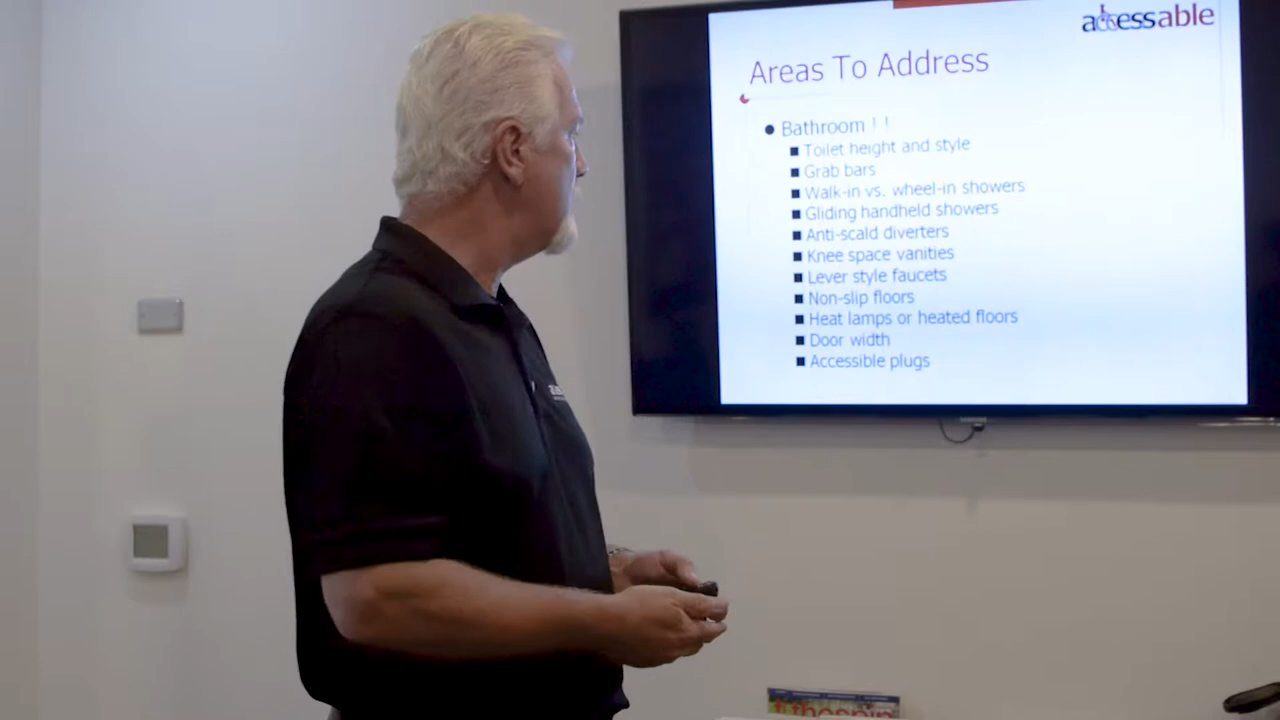 accessable
Areas To Address
Bathroom ! !
Toilet height and style
Grab bars
Walk-in vs. wheel-in showers
Gliding handheld showers
Anti-scald diverters
Knee space vanities
Lever style faucets
Non-slip floors
Heat lamps or heated floors
Door width
Accessible plugs